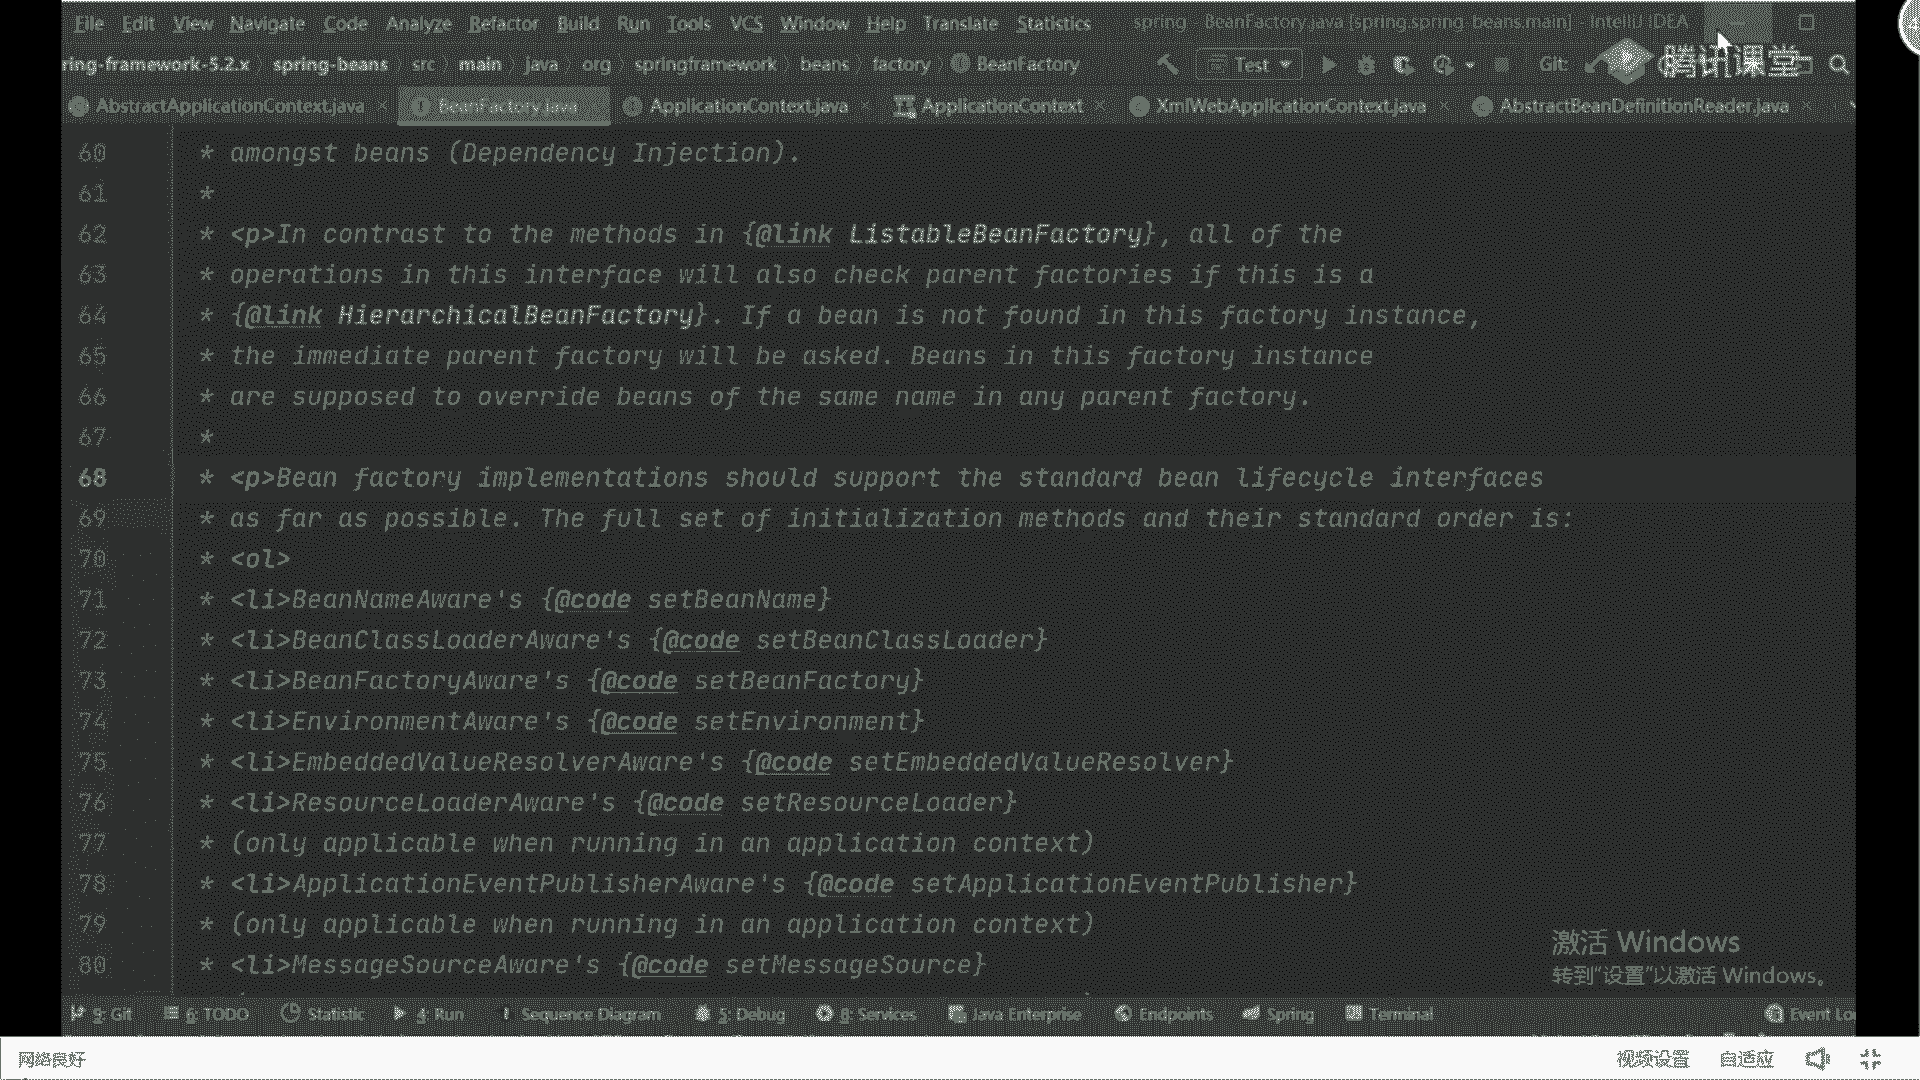 File Edit View Navigate Code Analyze Refactor Build Run Tools VCS Window Help Translate Statistics spring - BeanFactory.java [spring.spring_beans.main] - IntelliJ IDEA
ring-framework-5.2.x spring-beans src main java org springframework beans factory BeanFactory Test Git: 腾讯课堂
AbstractApplicationContext.java BeanFactory.java ApplicationContext.java ApplicationContext XmlWebApplicationContext.java AbstractBeanDefinitionReader.java
60 * amongst beans (Dependency Injection).
61 *
62 * <p>In contrast to the methods in {@link ListableBeanFactory}, all of the
63 * operations in this interface will also check parent factories if this is a
64 * {@link HierarchicalBeanFactory}. If a bean is not found in this factory instance,
65 * the immediate parent factory will be asked. Beans in this factory instance
66 * are supposed to override beans of the same name in any parent factory.
67 *
68 * <p>Bean factory implementations should support the standard bean lifecycle interfaces
69 * as far as possible. The full set of initialization methods and their standard order is:
70 * <ol>
71 * <li>BeanNameAware's {@code setBeanName}
72 * <li>BeanClassLoaderAware's {@code setBeanClassLoader}
73 * <li>BeanFactoryAware's {@code setBeanFactory}
74 * <li>EnvironmentAware's {@code setEnvironment}
75 * <li>EmbeddedValueResolverAware's {@code setEmbeddedValueResolver}
76 * <li>ResourceLoaderAware's {@code setResourceLoader}
77 * (only applicable when running in an application context)
78 * <li>ApplicationEventPublisherAware's {@code setApplicationEventPublisher}
79 * (only applicable when running in an application context)
80 * <li>MessageSourceAware's {@code setMessageSource}
激活 Windows
转到"设置"以激活 Windows。
9: Git 6: TODO Statistic 4: Run Sequence Diagram 5: Debug 8: Services Java Enterprise Endpoints Spring Terminal Event Lo
网络良好 视频设置 自适应